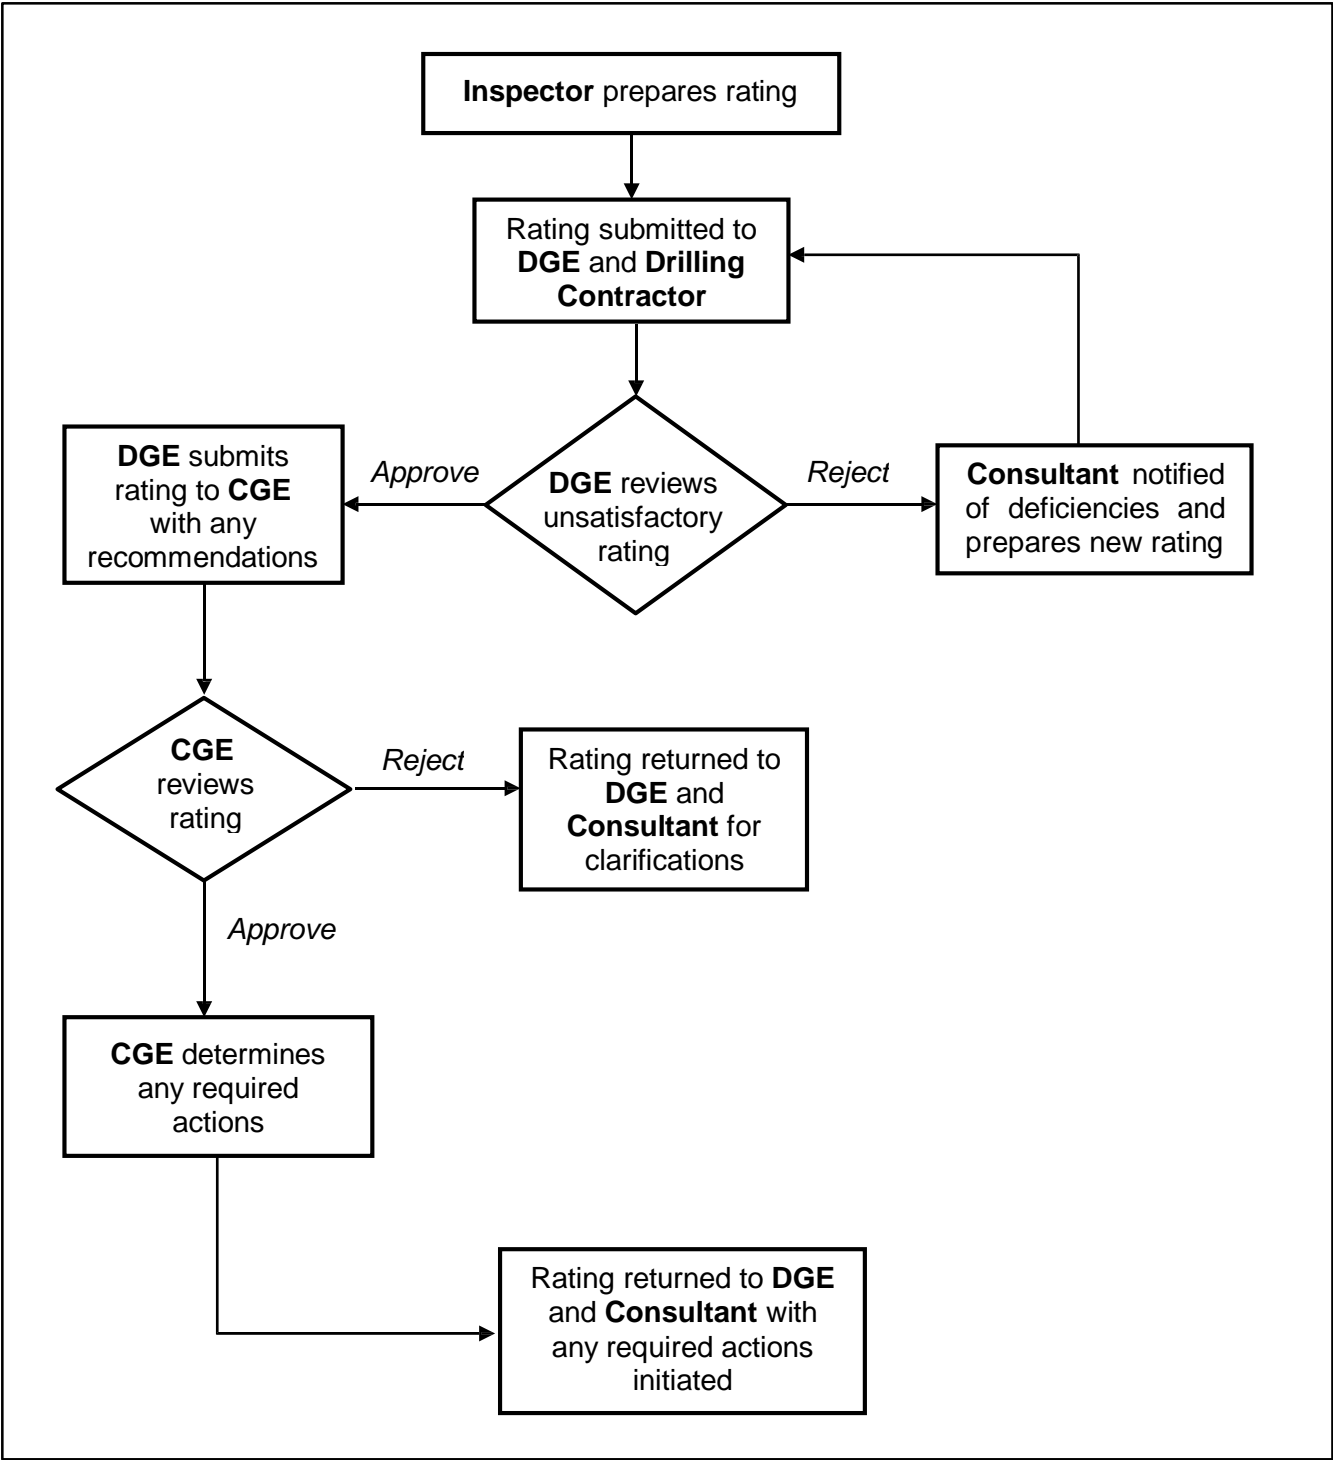 Inspector prepares rating
Rating submitted to
DGE and Drilling
Contractor
DGE submits
rating to CGE
with any
recommendations
Approve
DGE reviews
unsatisfactory
rating
Reject
Consultant notified
of deficiencies and
prepares new rating
CGE
reviews
rating
Reject
Rating returned to
DGE and
Consultant for
clarifications
Approve
CGE determines
any required
actions
Rating returned to DGE
and Consultant with
any required actions
initiated